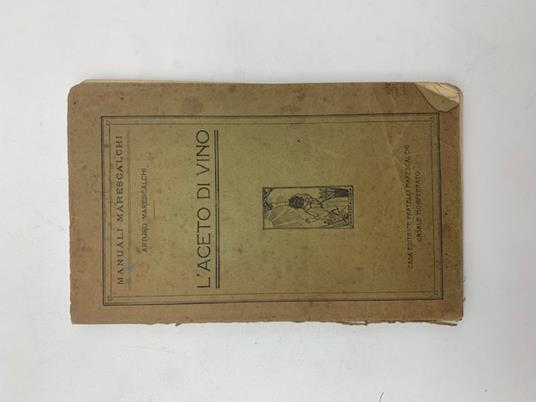 MANUALI MARESCALCHI
ARTURO MARESCALCHI
L'ACETO DI VINO
CASA EDITRICE FRATELLI MARESCALCHI
CASALE MONFERRATO